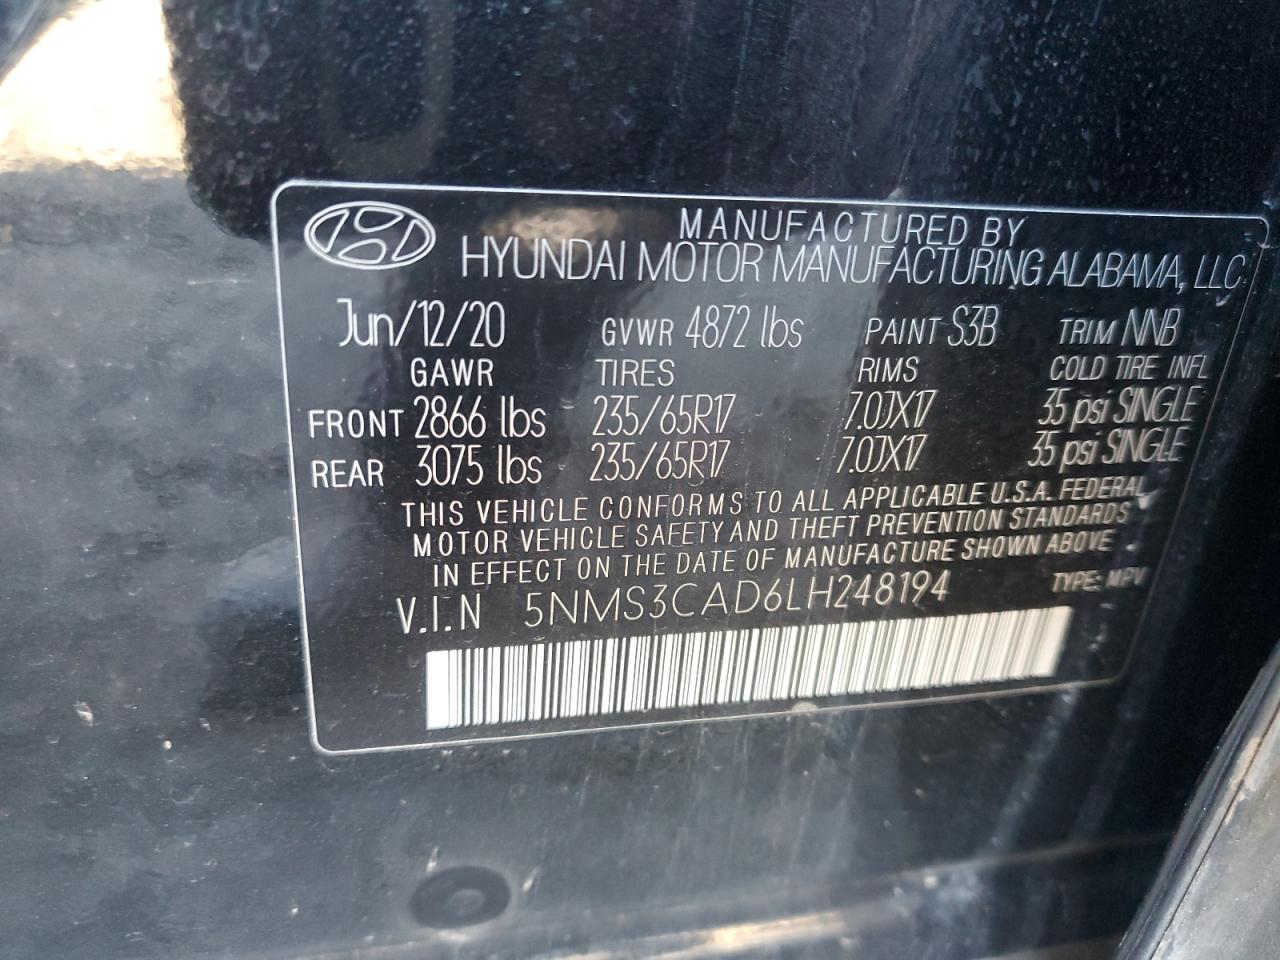 MANUFACTURED BY
HYUNDAI MOTOR MANUFACTURING ALABAMA, LLC
Jun/12/20 GVWR 4872 lbs PAINT S3B TRIM NNB
GAWR TIRES RIMS COLD TIRE INFL
FRONT 2866 lbs 235/65R17 7.0JX17 35 psi SINGLE
REAR 3075 lbs 235/65R17 7.0JX17 35 psi SINGLE
THIS VEHICLE CONFORMS TO ALL APPLICABLE U.S.A. FEDERAL
MOTOR VEHICLE SAFETY AND THEFT PREVENTION STANDARDS
IN EFFECT ON THE DATE OF MANUFACTURE SHOWN ABOVE .
V.I.N 5NMS3CAD6LH248194 TYPE: MPV